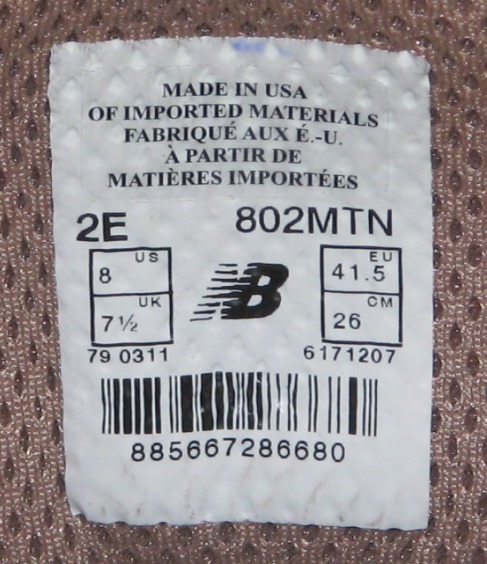 MADE IN USA
OF IMPORTED MATERIALS
FABRIQUÉ AUX É.-U.
À PARTIR DE
MATIÈRES IMPORTÉES
2E 802MTN
8 US
7½ UK
41.5 EU
26 CM
79 0311 6171207
885667286680